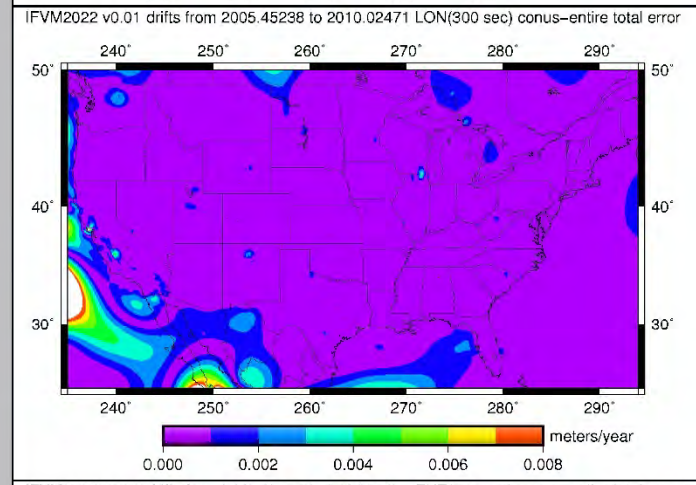 IFVM2022 v0.01 drifts from 2005.45238 to 2010.02471 LON(300 sec) conus−entire total error
240° 250° 260° 270° 280° 290°
50° 50°
40° 40°
30° 30°
240° 250° 260° 270° 280° 290°
meters/year
0.000 0.002 0.004 0.006 0.008